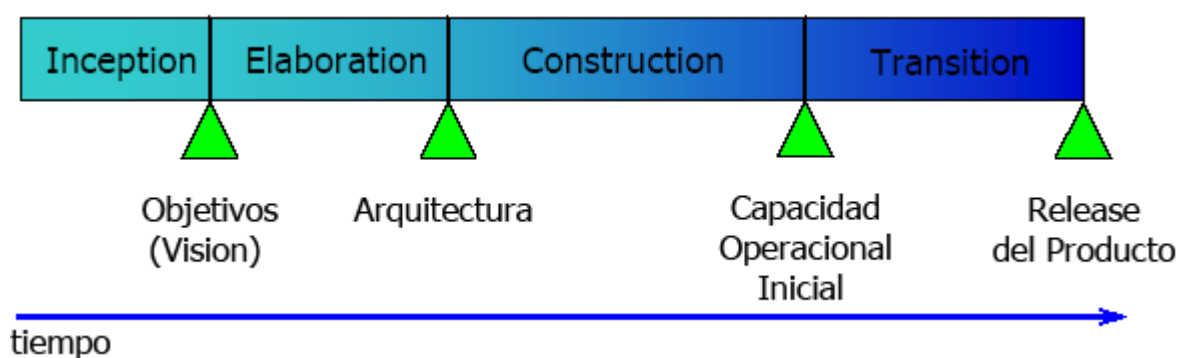 Inception Elaboration Construction Transition
Objetivos Arquitectura Capacidad Release
(Vision) Operacional del Producto
Inicial
tiempo